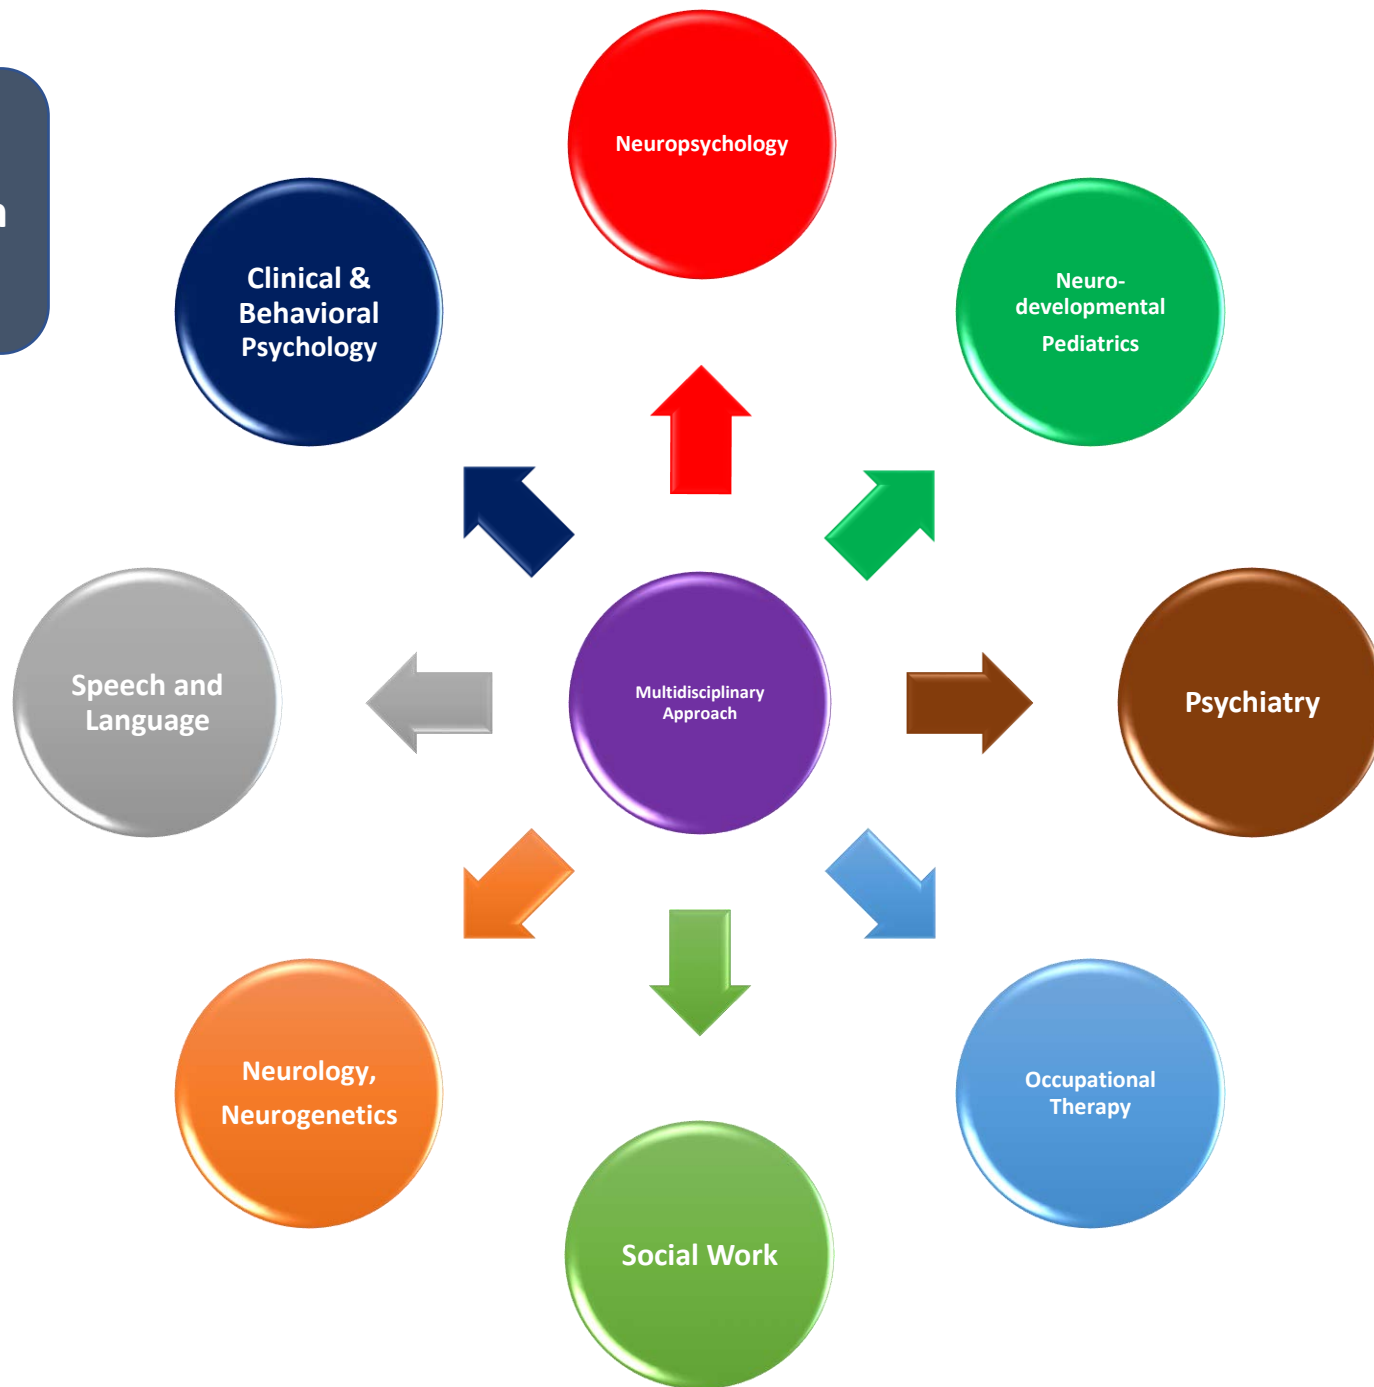 Neuropsychology
Clinical &
Behavioral
Psychology
Neuro-
developmental
Pediatrics
Speech and
Language
Multidisciplinary
Approach
Psychiatry
Neurology,
Neurogenetics
Occupational
Therapy
Social Work